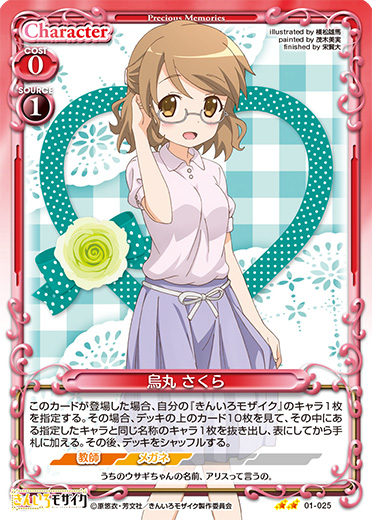 Precious Memories
Character
illustrated by 植松雄馬
painted by 茂木美実
finished by 宋賢大
COST
0
SOURCE
1
烏丸 さくら
このカードが登場した場合、自分の『きんいろモザイク』のキャラ1枚
を指定する。その場合、デッキの上のカード10枚を見て、その中にあ
る指定したキャラと同じ名称のキャラ1枚を抜き出し、表にしてから手
札に加える。その後、デッキをシャッフルする。
教師 メガネ
うちのウサギちゃんの名前、アリスって言うの。
きんいろモザイク
©原悠衣・芳文社/きんいろモザイク製作委員会
01-025